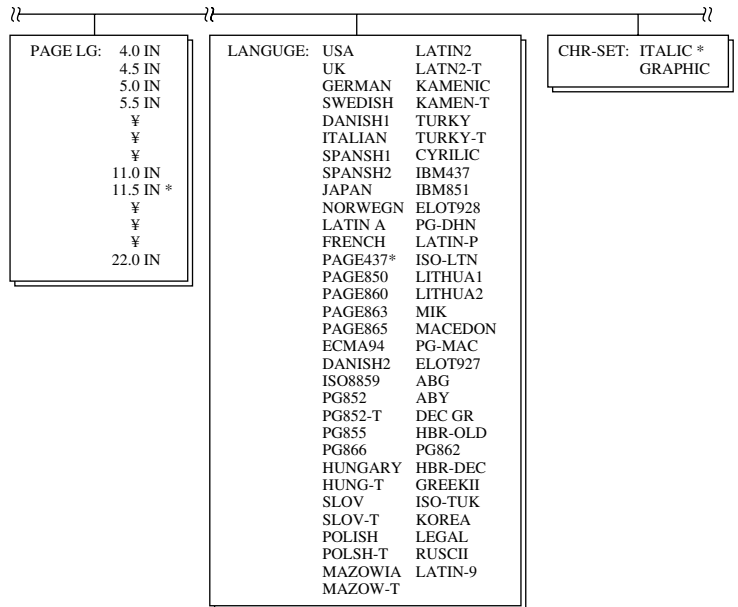 PAGE LG: 4.0 IN
4.5 IN
5.0 IN
5.5 IN
¥
¥
¥
11.0 IN
11.5 IN *
¥
¥
¥
22.0 IN
LANGUGE: USA LATIN2
UK LATN2-T
GERMAN KAMENIC
SWEDISH KAMEN-T
DANISH1 TURKY
ITALIAN TURKY-T
SPANSH1 CYRILIC
SPANSH2 IBM437
JAPAN IBM851
NORWEGN ELOT928
LATIN A PG-DHN
FRENCH LATIN-P
PAGE437* ISO-LTN
PAGE850 LITHUA1
PAGE860 LITHUA2
PAGE863 MIK
PAGE865 MACEDON
ECMA94 PG-MAC
DANISH2 ELOT927
ISO8859 ABG
PG852 ABY
PG852-T DEC GR
PG855 HBR-OLD
PG866 PG862
HUNGARY HBR-DEC
HUNG-T GREEKII
SLOV ISO-TUK
SLOV-T KOREA
POLISH LEGAL
POLSH-T RUSCII
MAZOWIA LATIN-9
MAZOW-T
CHR-SET: ITALIC *
GRAPHIC